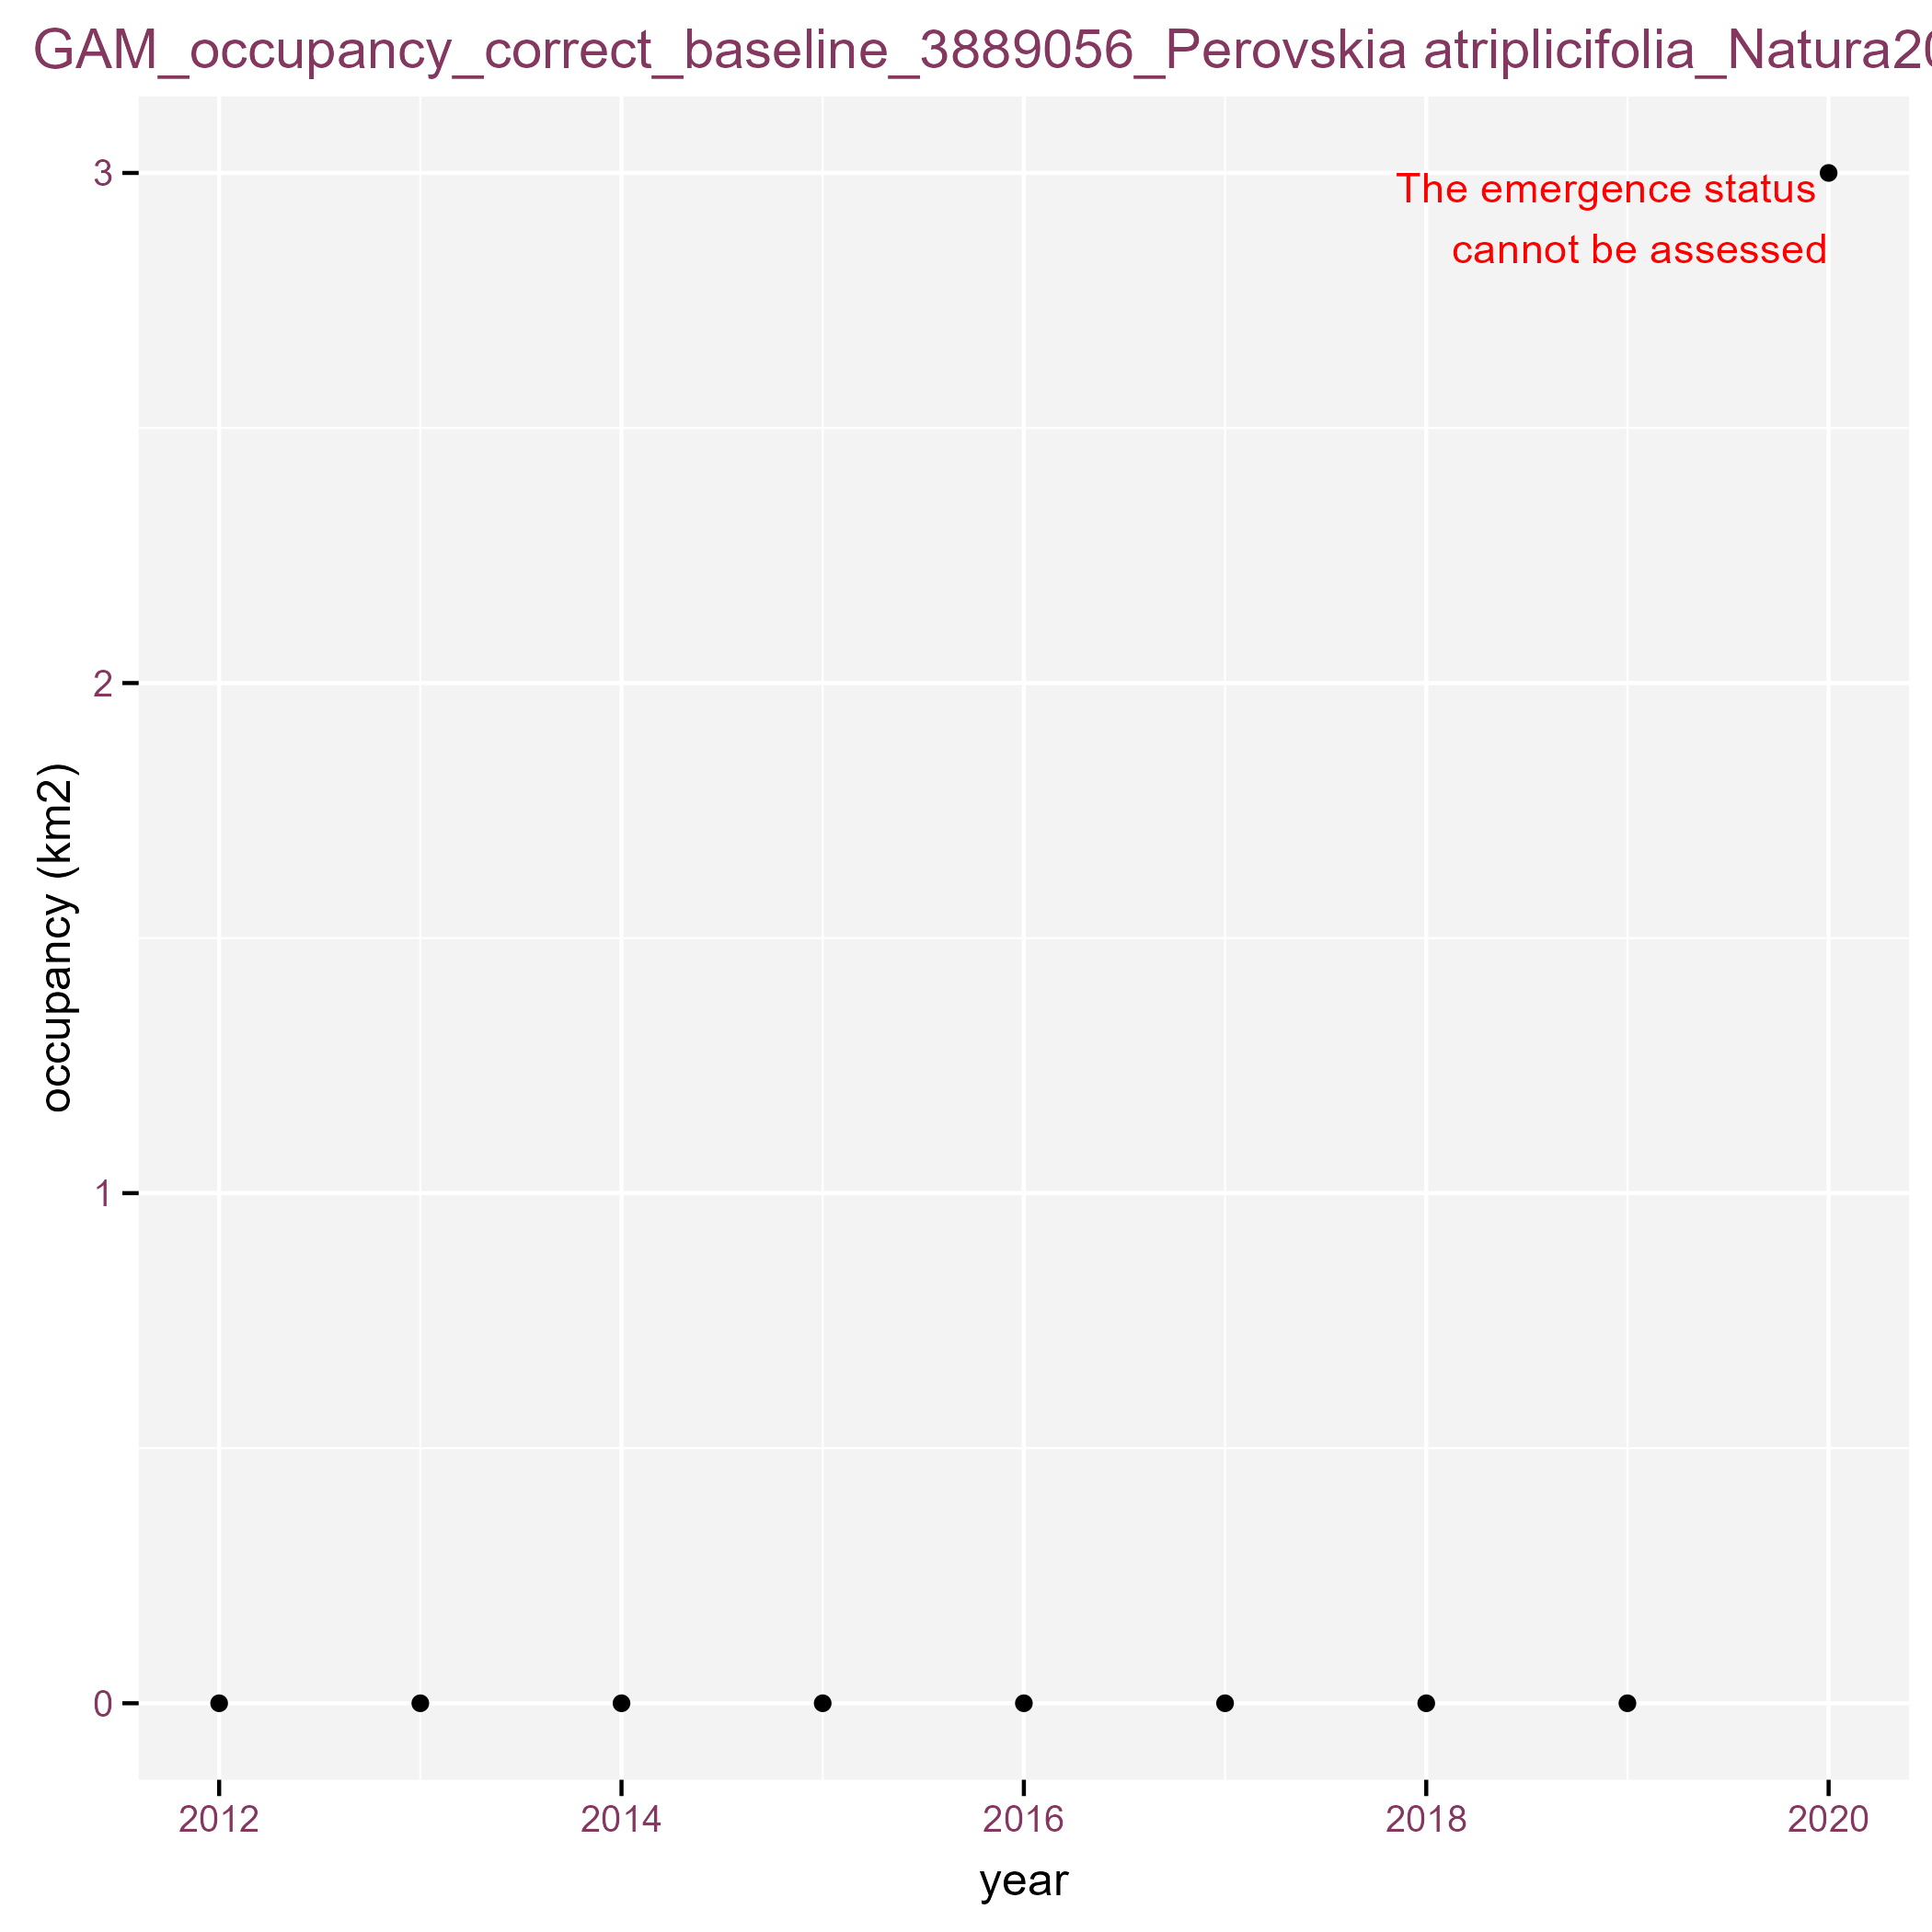 GAM_occupancy_correct_baseline_3889056_Perovskia atriplicifolia_Natura20
3
The emergence status
cannot be assessed
2
occupancy (km2)
1
0
2012 2014 2016 2018 2020
year